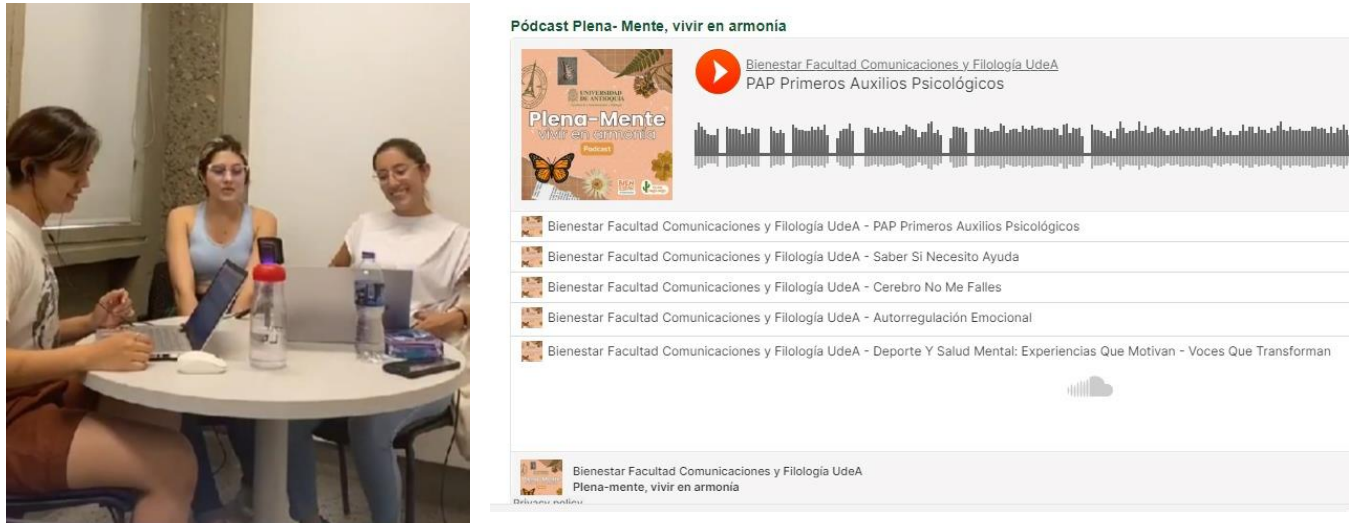 Pódcast Plena- Mente, vivir en armonía
UNIVERSIDAD
DE ANTIOQUIA
Plena-Mente
vivir en armonía
Podcast
Bienestar Facultad Comunicaciones y Filología UdeA
PAP Primeros Auxilios Psicológicos
Bienestar Facultad Comunicaciones y Filología UdeA - PAP Primeros Auxilios Psicológicos
Bienestar Facultad Comunicaciones y Filología UdeA - Saber Si Necesito Ayuda
Bienestar Facultad Comunicaciones y Filología UdeA - Cerebro No Me Falles
Bienestar Facultad Comunicaciones y Filología UdeA - Autorregulación Emocional
Bienestar Facultad Comunicaciones y Filología UdeA - Deporte Y Salud Mental: Experiencias Que Motivan - Voces Que Transforman
Bienestar Facultad Comunicaciones y Filología UdeA
Plena-mente, vivir en armonía
Privacy policy